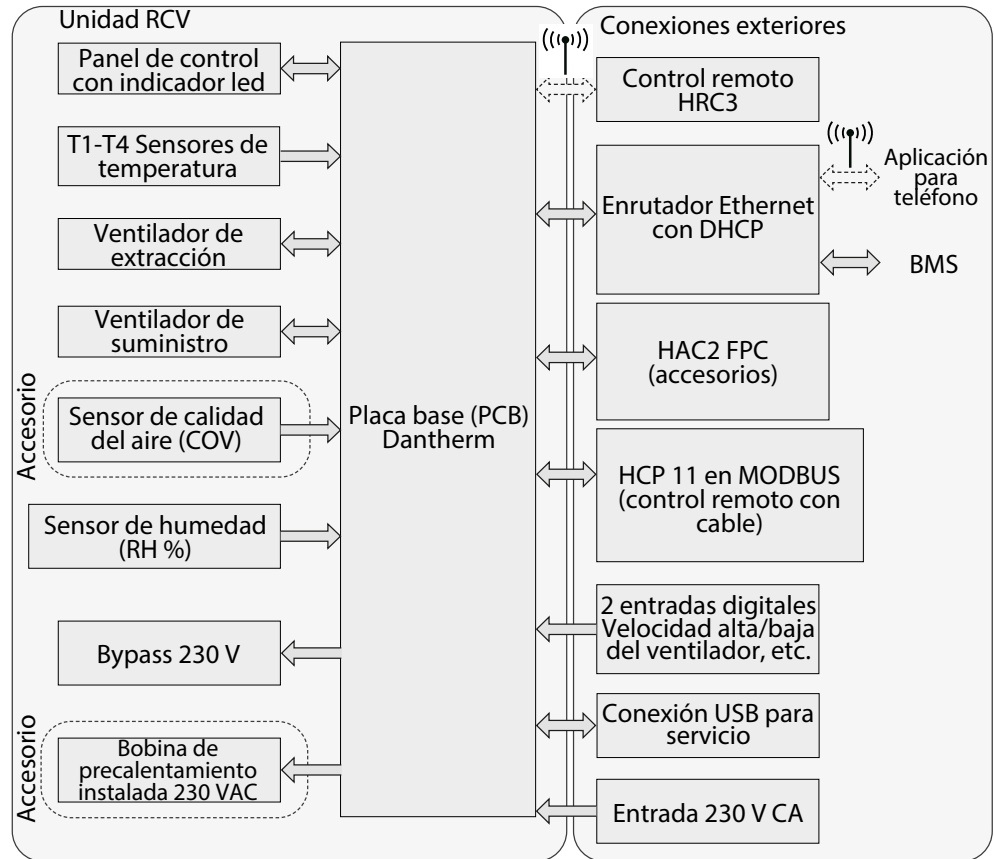 Unidad RCV
Panel de control
con indicador led
T1-T4 Sensores de
temperatura
Ventilador de
extracción
Ventilador de
suministro
Accesorio
Sensor de calidad
del aire (COV)
Sensor de humedad
(RH %)
Bypass 230 V
Accesorio
Bobina de
precalentamiento
instalada 230 VAC
Placa base (PCB)
Dantherm
Conexiones exteriores
Control remoto
HRC3
Enrutador Ethernet
con DHCP
Aplicación
para
teléfono
BMS
HAC2 FPC
(accesorios)
HCP 11 en MODBUS
(control remoto con
cable)
2 entradas digitales
Velocidad alta/baja
del ventilador, etc.
Conexión USB para
servicio
Entrada 230 V CA